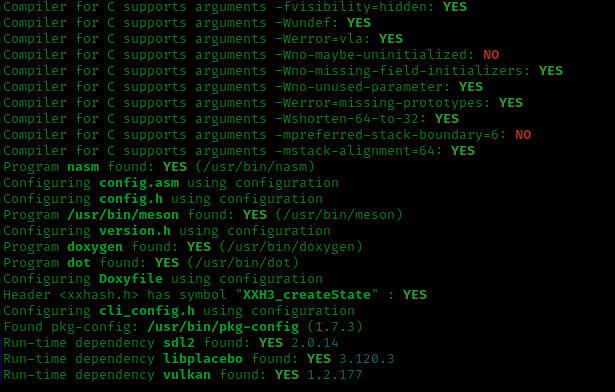 Compiler for C supports arguments -fvisibility=hidden: YES
Compiler for C supports arguments -Wundef: YES
Compiler for C supports arguments -Werror=vla: YES
Compiler for C supports arguments -Wno-maybe-uninitialized: NO
Compiler for C supports arguments -Wno-missing-field-initializers: YES
Compiler for C supports arguments -Wno-unused-parameter: YES
Compiler for C supports arguments -Werror=missing-prototypes: YES
Compiler for C supports arguments -Wshorten-64-to-32: YES
Compiler for C supports arguments -mpreferred-stack-boundary=6: NO
Compiler for C supports arguments -mstack-alignment=64: YES
Program nasm found: YES (/usr/bin/nasm)
Configuring config.asm using configuration
Configuring config.h using configuration
Program /usr/bin/meson found: YES (/usr/bin/meson)
Configuring version.h using configuration
Program doxygen found: YES (/usr/bin/doxygen)
Program dot found: YES (/usr/bin/dot)
Configuring Doxyfile using configuration
Header <xxhash.h> has symbol "XXH3_createState" : YES
Configuring cli_config.h using configuration
Found pkg-config: /usr/bin/pkg-config (1.7.3)
Run-time dependency sdl2 found: YES 2.0.14
Run-time dependency libplacebo found: YES 3.120.3
Run-time dependency vulkan found: YES 1.2.177